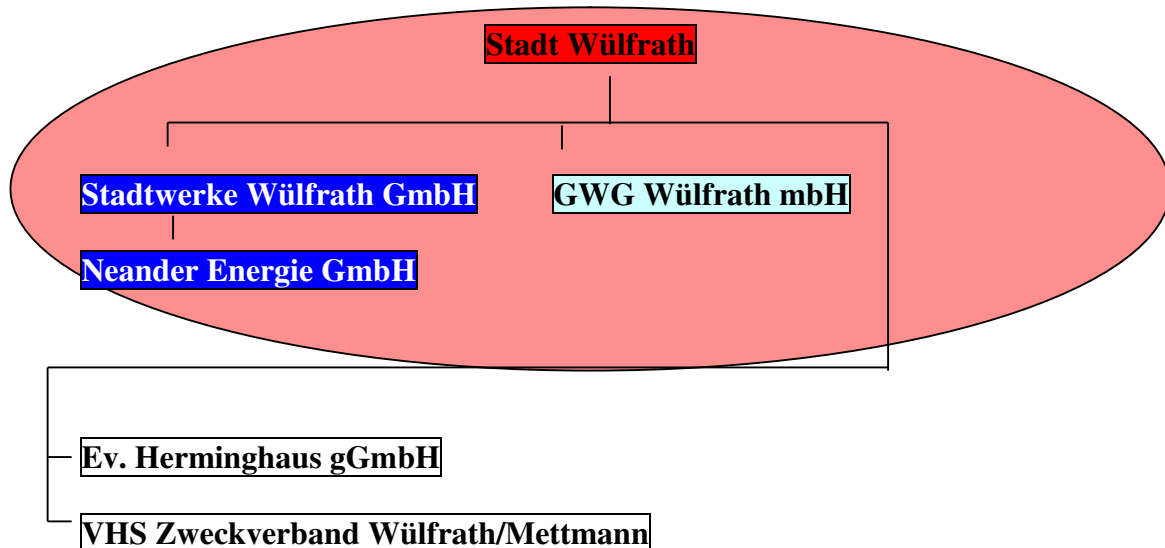 Stadt Wülfrath
Stadtwerke Wülfrath GmbH
GWG Wülfrath mbH
Neander Energie GmbH
Ev. Herminghaus gGmbH
VHS Zweckverband Wülfrath/Mettmann